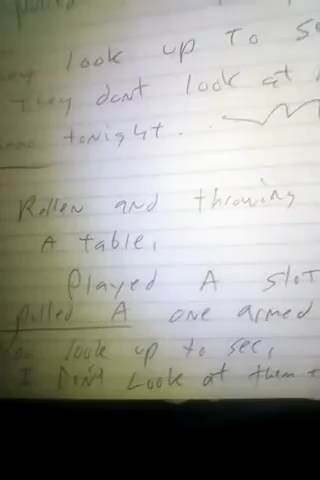 look up To
They dont look at
tonight.
Rollen and throwing
A table,
Played A slot
pulled A one armed
look up to see,
I Don't Look at them